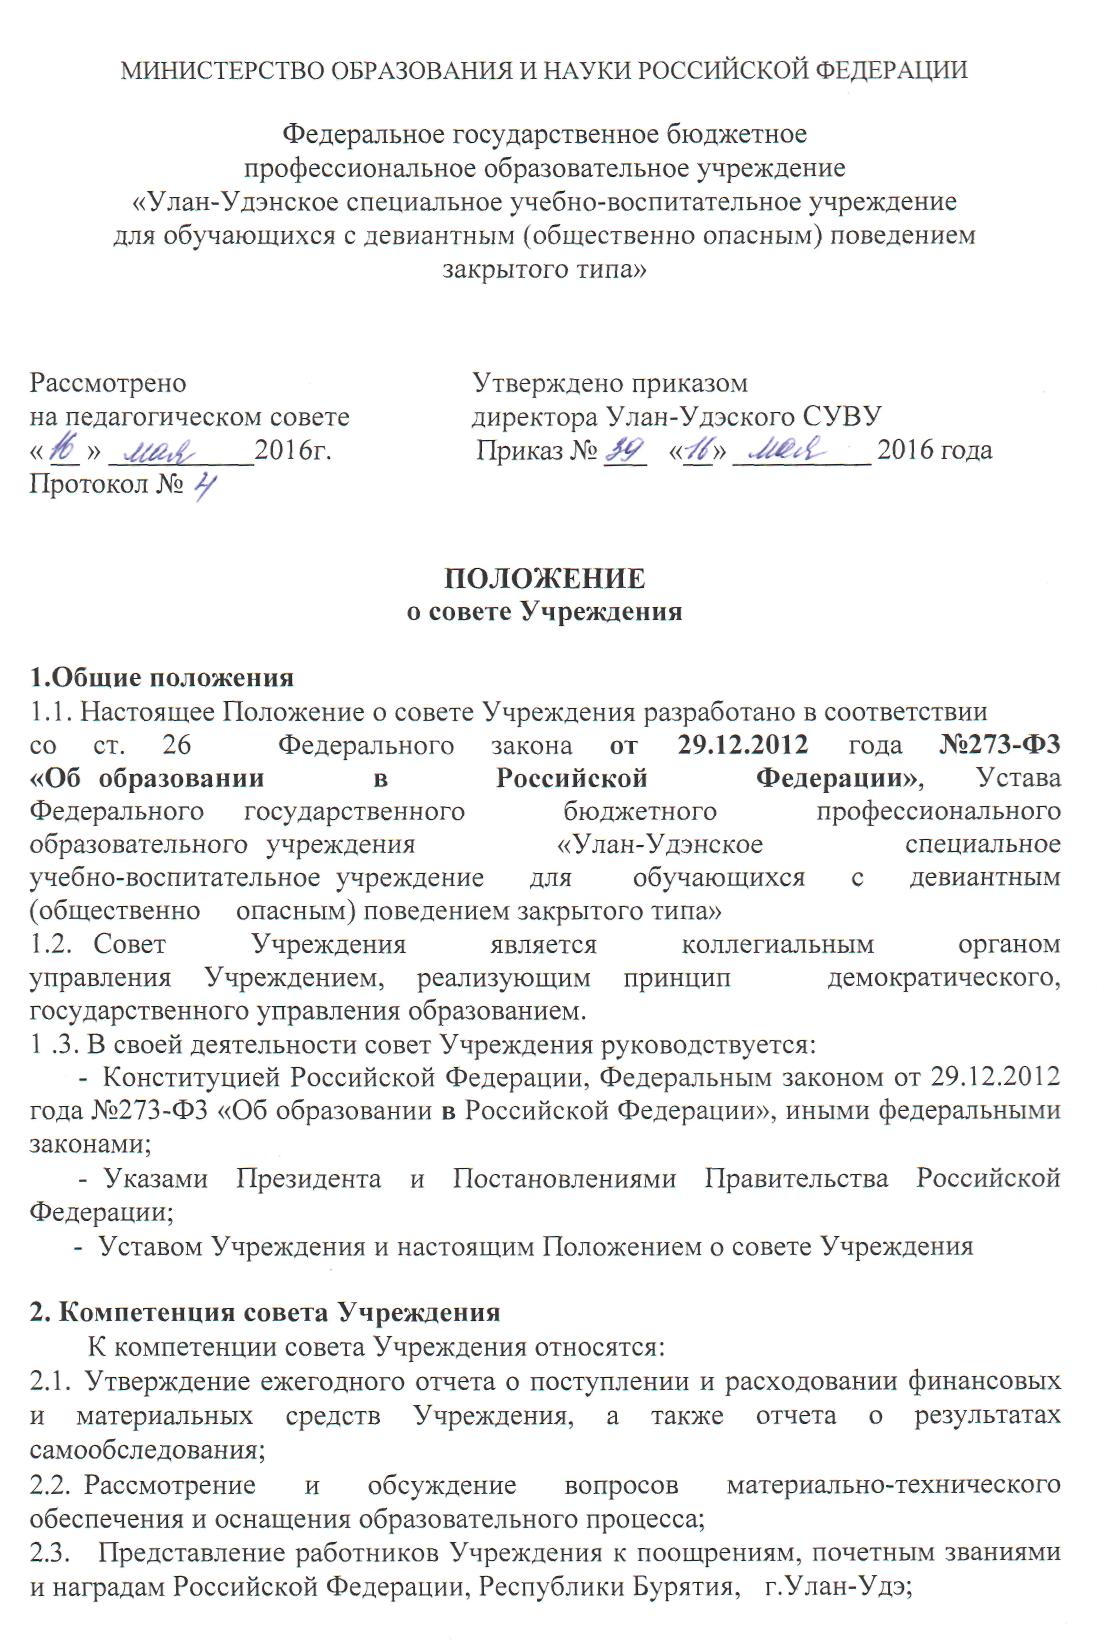 МИНИСТЕРСТВО ОБРАЗОВАНИЯ И НАУКИ РОССИЙСКОЙ ФЕДЕРАЦИИ
Федеральное государственное бюджетное
профессиональное образовательное учреждение
«Улан-Удэнское специальное учебно-воспитательное учреждение
для обучающихся с девиантным (общественно опасным) поведением
закрытого типа»
Рассмотрено Утверждено приказом
на педагогическом совете директора Улан-Удэского СУВУ
«16» мая 2016г. Приказ № 39 «16» мая 2016 года
Протокол № 4
ПОЛОЖЕНИЕ
о совете Учреждения
1.Общие положения
1.1. Настоящее Положение о совете Учреждения разработано в соответствии
со ст. 26 Федерального закона от 29.12.2012 года №273-ФЗ
«Об образовании в Российской Федерации», Устава
Федерального государственного бюджетного профессионального
образовательного учреждения «Улан-Удэнское специальное
учебно-воспитательное учреждение для обучающихся с девиантным
(общественно опасным) поведением закрытого типа»
1.2. Совет Учреждения является коллегиальным органом
управления Учреждением, реализующим принцип демократического,
государственного управления образованием.
1 .3. В своей деятельности совет Учреждения руководствуется:
- Конституцией Российской Федерации, Федеральным законом от 29.12.2012
года №273-ФЗ «Об образовании в Российской Федерации», иными федеральными
законами;
- Указами Президента и Постановлениями Правительства Российской
Федерации;
- Уставом Учреждения и настоящим Положением о совете Учреждения
2. Компетенция совета Учреждения
К компетенции совета Учреждения относятся:
2.1. Утверждение ежегодного отчета о поступлении и расходовании финансовых
и материальных средств Учреждения, а также отчета о результатах
самообследования;
2.2. Рассмотрение и обсуждение вопросов материально-технического
обеспечения и оснащения образовательного процесса;
2.3. Представление работников Учреждения к поощрениям, почетным званиями
и наградам Российской Федерации, Республики Бурятия, г.Улан-Удэ;